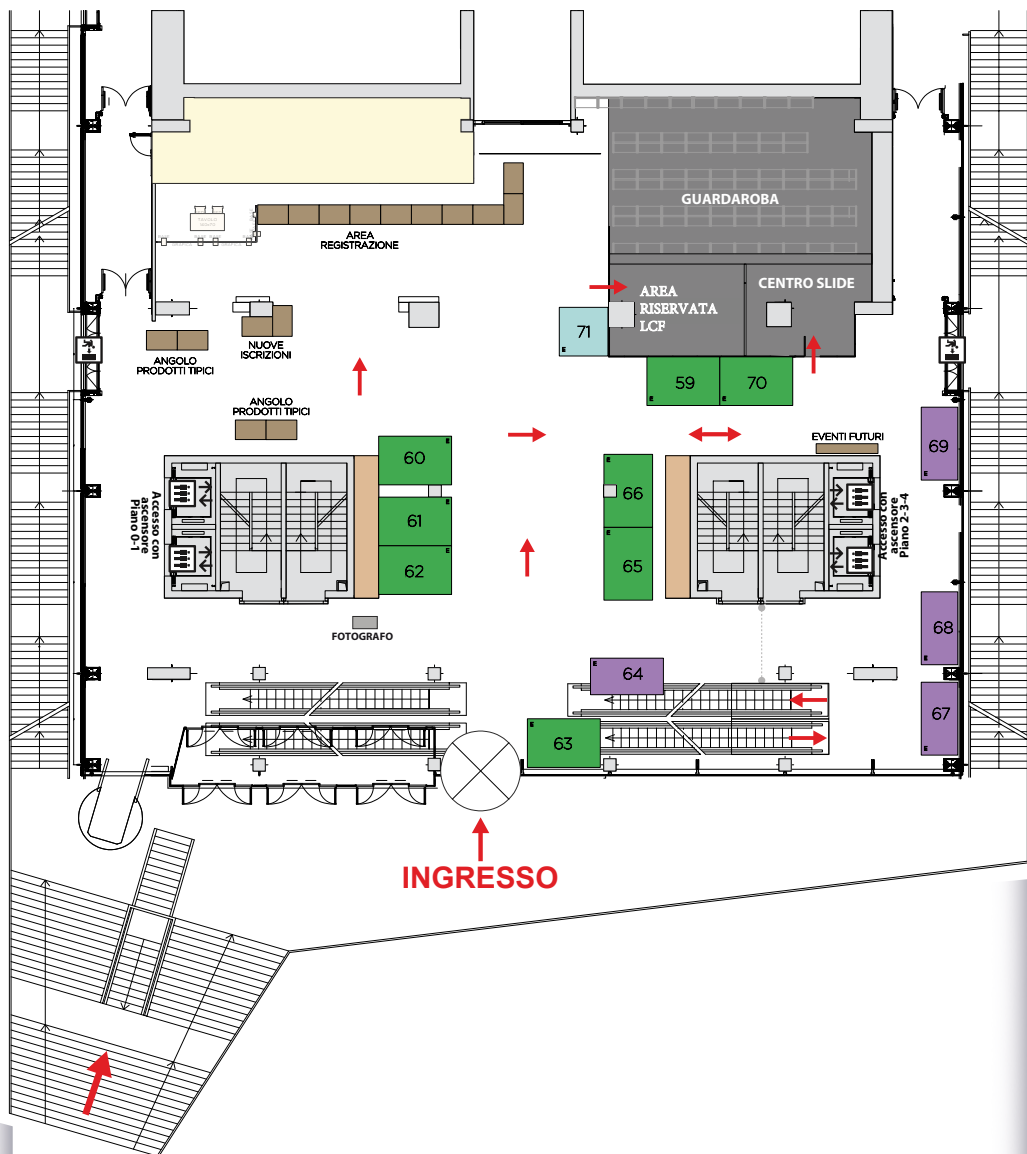 GUARDAROBA
TAVOLO
AREA
REGISTRAZIONE
CENTRO SLIDE
AREA
RISERVATA
LCF
71
NUOVE
ISCRIZIONI
ANGOLO
PRODOTTI TIPICI
59
70
ANGOLO
PRODOTTI TIPICI
EVENTI FUTURI
69
60
66
61
62
65
Accesso con
ascensore
Piano 0-1
Accesso con
ascensore
Piano 2-3-4
FOTOGRAFO
68
64
67
63
INGRESSO